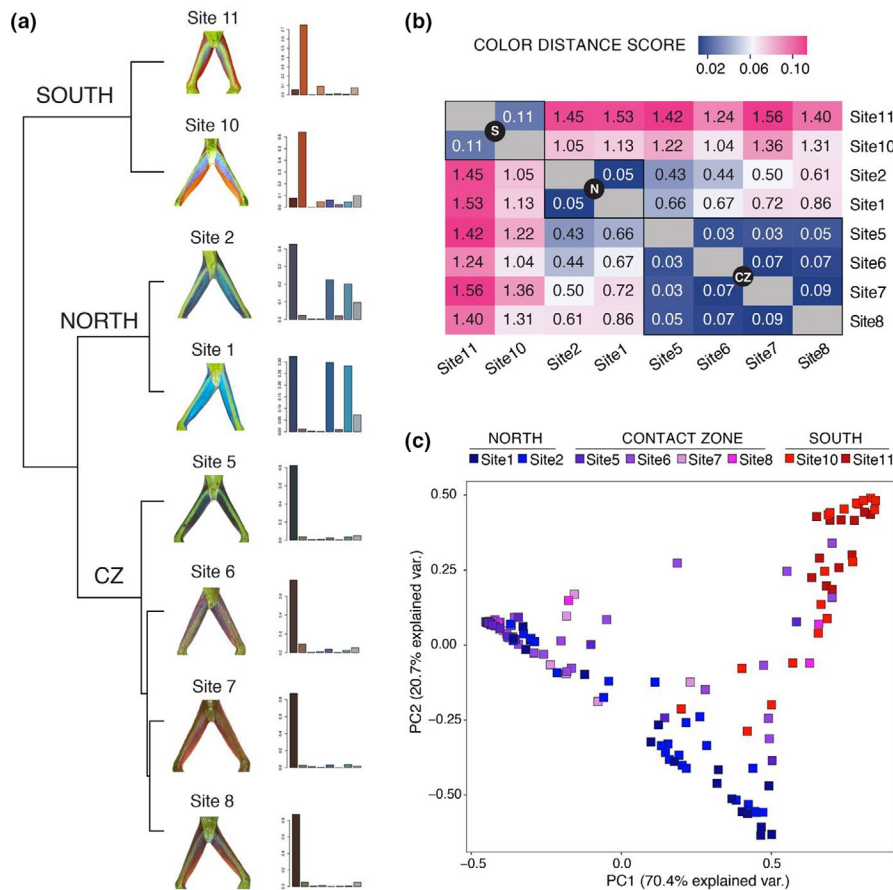 (a)
Site 11
SOUTH
Site 10
Site 2
NORTH
Site 1
Site 5
CZ
Site 6
Site 7
Site 8
(b)
COLOR DISTANCE SCORE
0.02 0.10
0.11 1.45 1.53 1.42 1.24 1.56 1.40 Site11
S
0.11 1.05 1.13 1.22 1.04 1.36 1.31 Site10
1.45 1.05 0.05 0.43 0.44 0.50 0.61 Site2
N
1.53 1.13 0.05 0.66 0.67 0.72 0.86 Site1
1.42 1.22 0.43 0.66 0.03 0.03 0.05 Site5
1.24 1.04 0.44 0.67 0.03 0.07 0.07 Site6
CZ
1.56 1.36 0.50 0.72 0.03 0.07 0.09 Site7
1.40 1.31 0.61 0.86 0.05 0.07 0.09 Site8
Site11 Site10 Site2 Site1 Site5 Site6 Site7 Site8
(c)
NORTH CONTACT ZONE SOUTH
Site1 Site2 Site5 Site6 Site7 Site8 Site10 Site11
PC2 (20.7% explained var.)
0.50
0.25
0.00
-0.25
-0.50
-0.5 0.0 0.5
PC1 (70.4% explained var.)